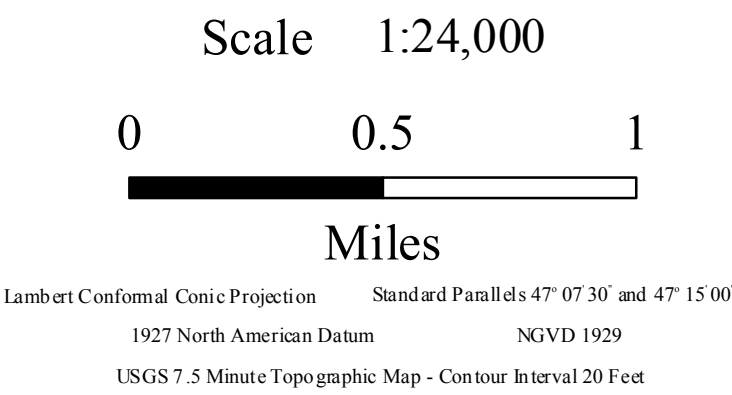 Scale 1:24,000
0 0.5 1
Miles
Lambert Conformal Conic Projection Standard Parallels 47° 07' 30" and 47° 15' 00"
1927 North American Datum NGVD 1929
USGS 7.5 Minute Topographic Map - Contour Interval 20 Feet